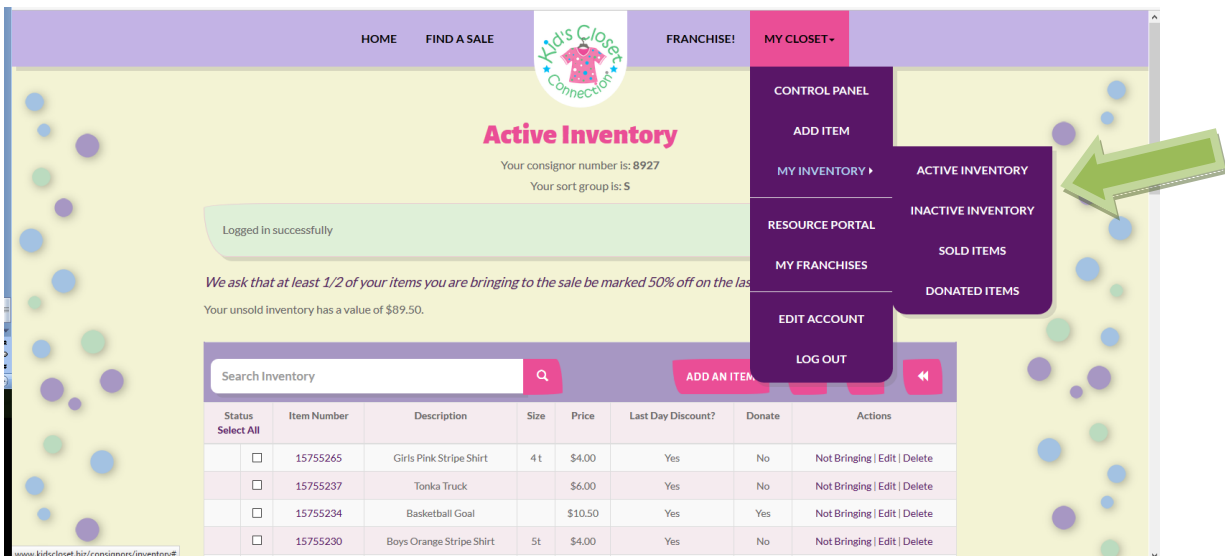 HOME FIND A SALE Kid's Closet Connection FRANCHISE! MY CLOSET
CONTROL PANEL
ADD ITEM
MY INVENTORY
RESOURCE PORTAL
MY FRANCHISES
EDIT ACCOUNT
LOG OUT
ACTIVE INVENTORY
INACTIVE INVENTORY
SOLD ITEMS
DONATED ITEMS
Active Inventory
Your consignor number is: 8927
Your sort group is: S
Logged in successfully
We ask that at least 1/2 of your items you are bringing to the sale be marked 50% off on the
Your unsold inventory has a value of $89.50.
Search Inventory ADD AN ITEM
Status Item Number Description Size Price Last Day Discount? Donate Actions
Select All
15755265 Girls Pink Stripe Shirt 4 t $4.00 Yes No Not Bringing | Edit | Delete
15755237 Tonka Truck $6.00 Yes No Not Bringing | Edit | Delete
15755234 Basketball Goal $10.50 Yes Yes Not Bringing | Edit | Delete
15755230 Boys Orange Stripe Shirt 5t $4.00 Yes No Not Bringing | Edit | Delete
www.kidscloset.biz/consignors/inventory#